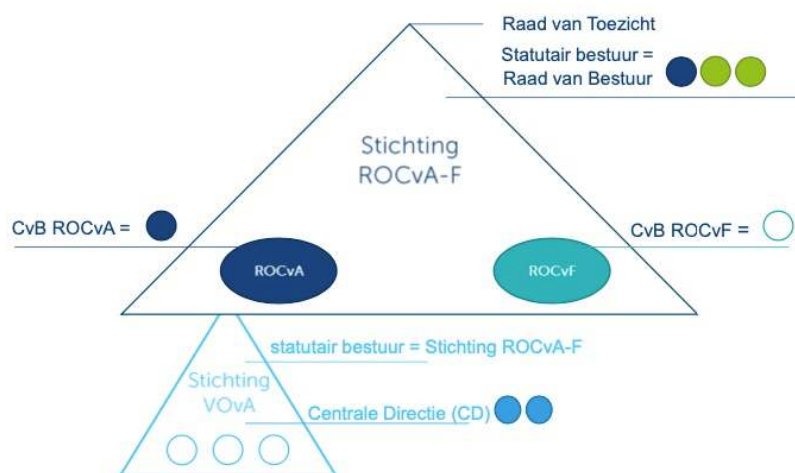 Raad van Toezicht
Statutair bestuur =
Raad van Bestuur
Stichting
ROCvA-F
CvB ROCvA =
CvB ROCvF =
ROCvA
ROCvF
statutair bestuur = Stichting ROCvA-F
Stichting
VOvA
Centrale Directie (CD)